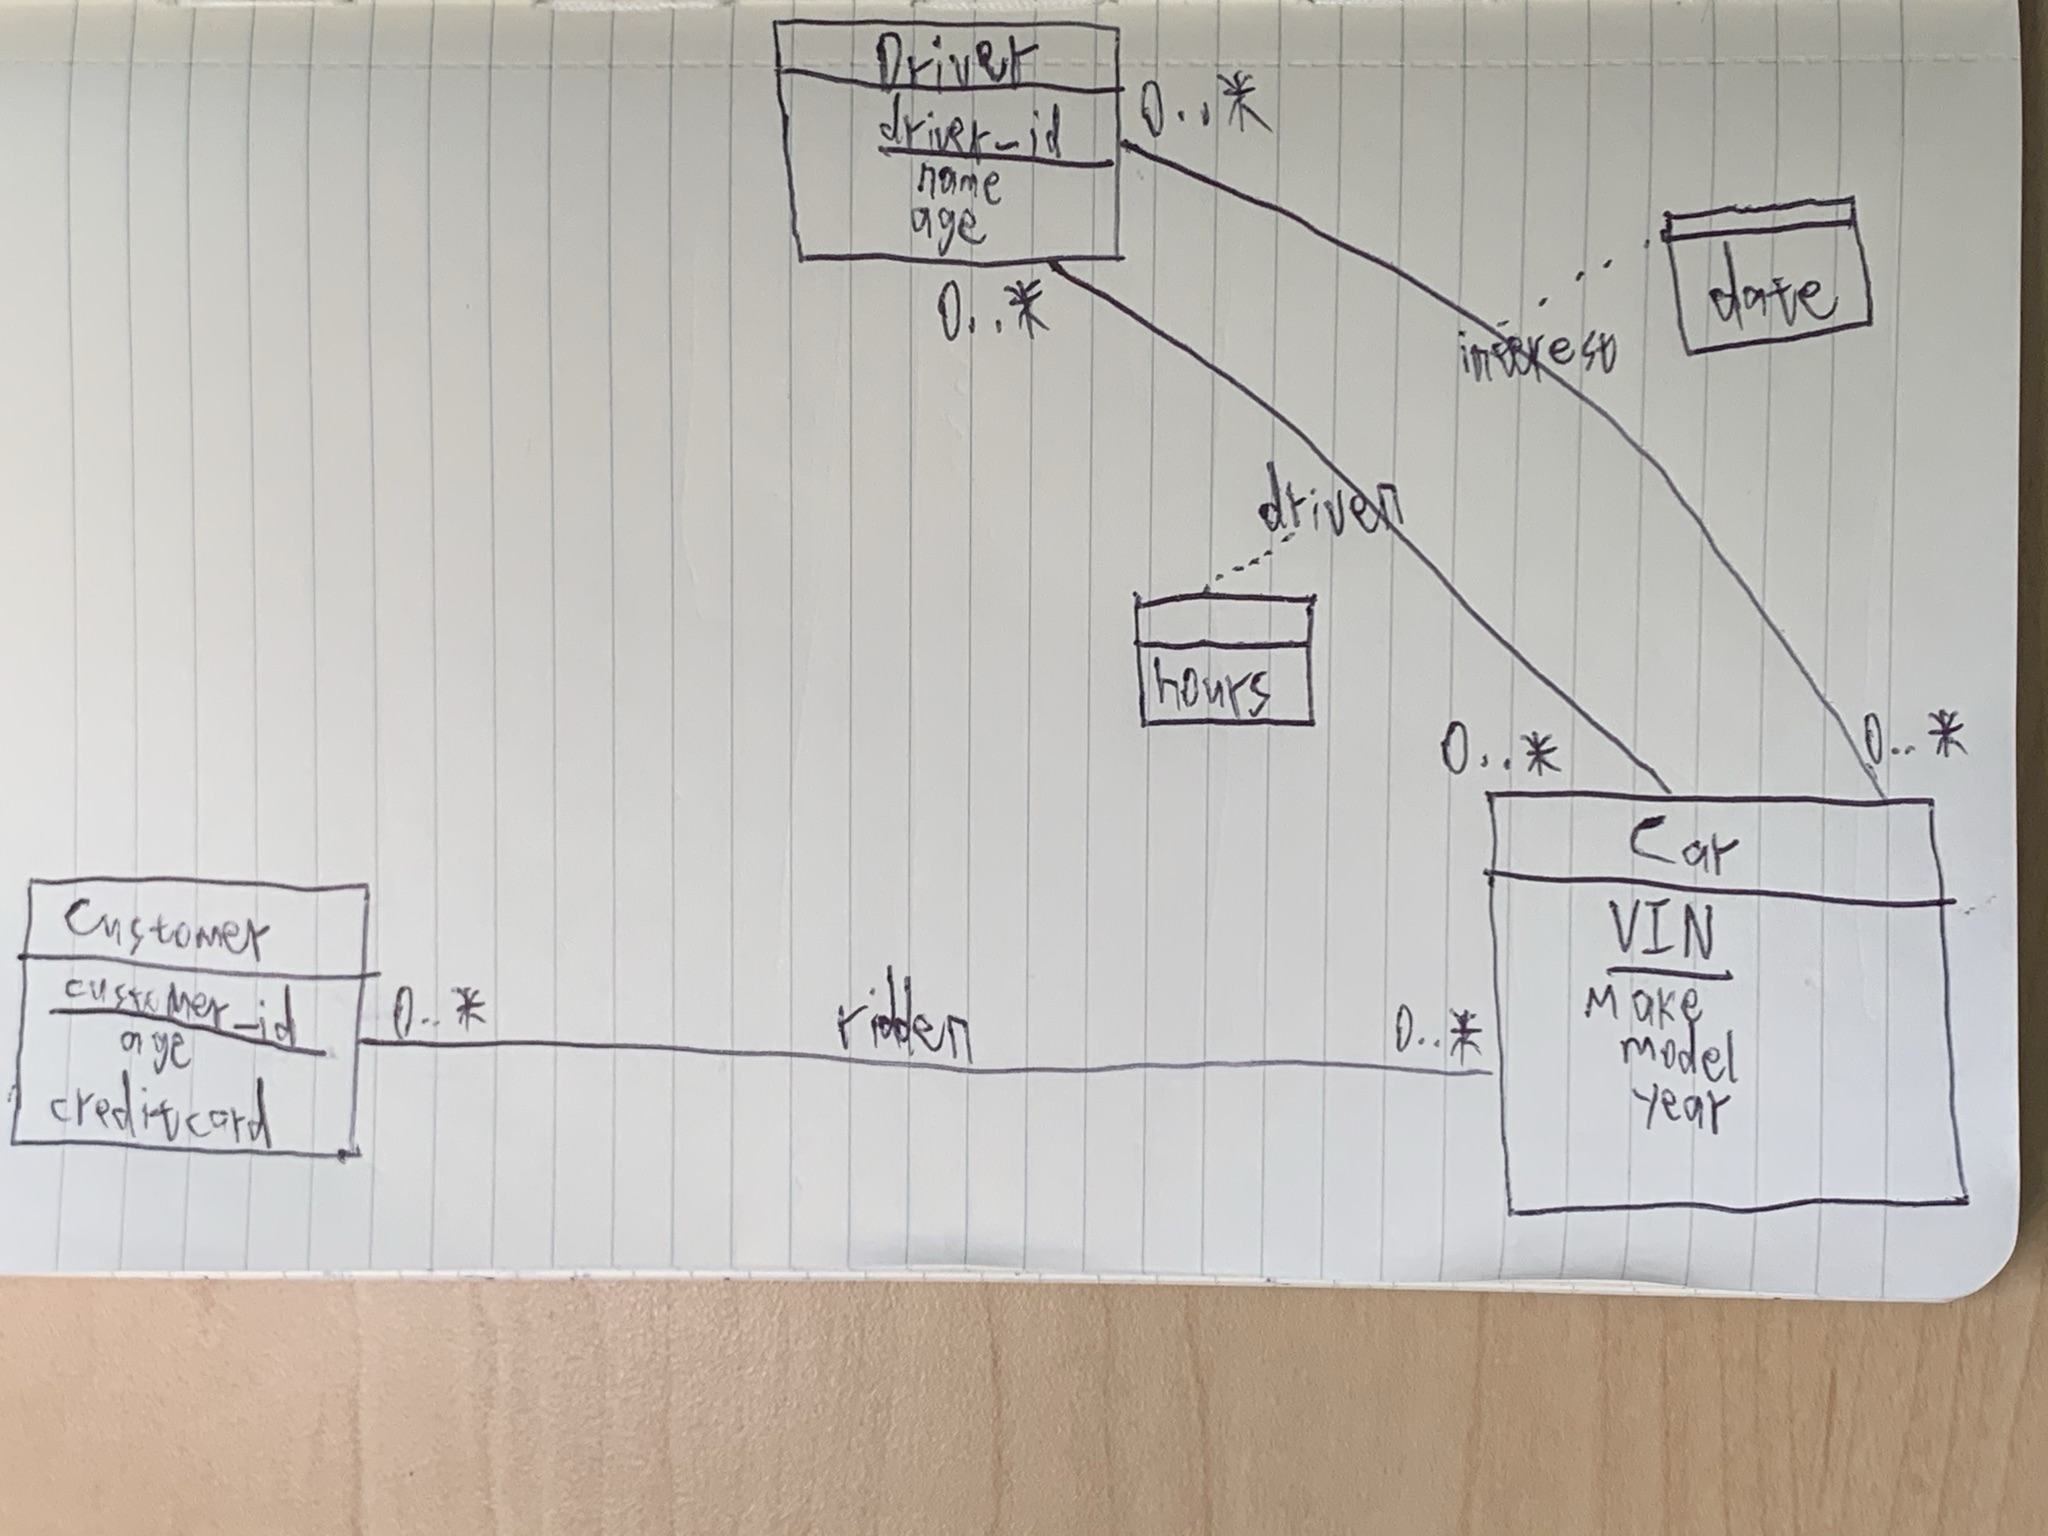 Driver
driver_id
name
age
0..*
0..*
date
interest
driven
hours
0..*
0..*
Car
VIN
Make
model
year
Customer
customer_id
age
creditcard
0..*
ridden
0..*